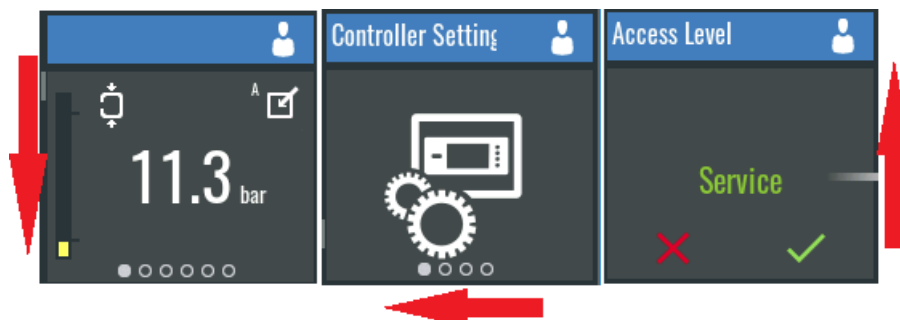 A
11.3 bar
Controller Setting
Access Level
Service